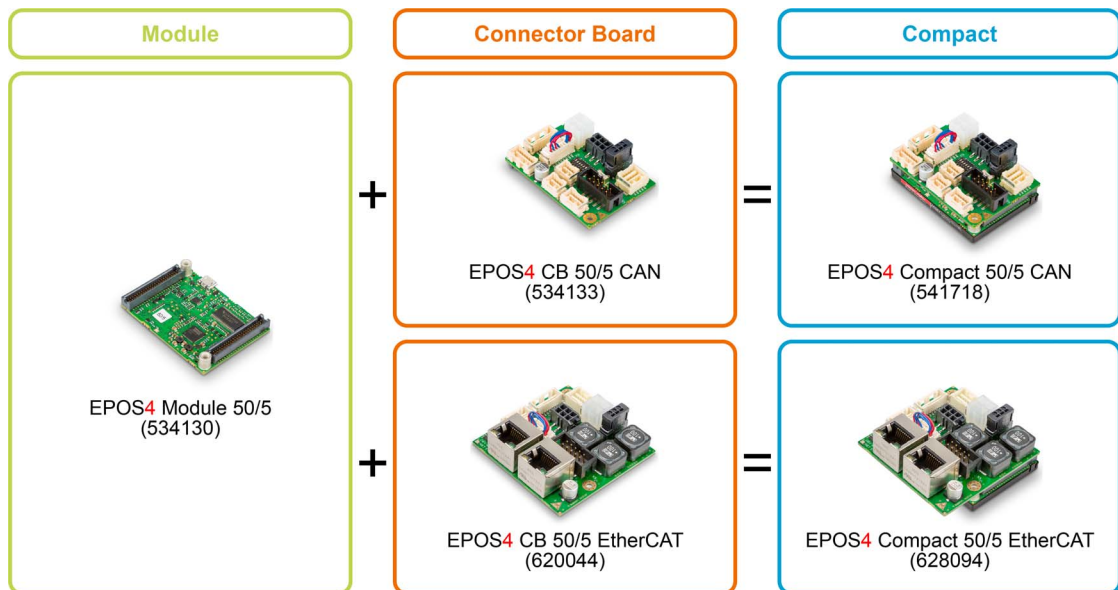 Module
Connector Board
Compact
EPOS4 Module 50/5
(534130)
+
EPOS4 CB 50/5 CAN
(534133)
=
EPOS4 Compact 50/5 CAN
(541718)
+
EPOS4 CB 50/5 EtherCAT
(620044)
=
EPOS4 Compact 50/5 EtherCAT
(628094)